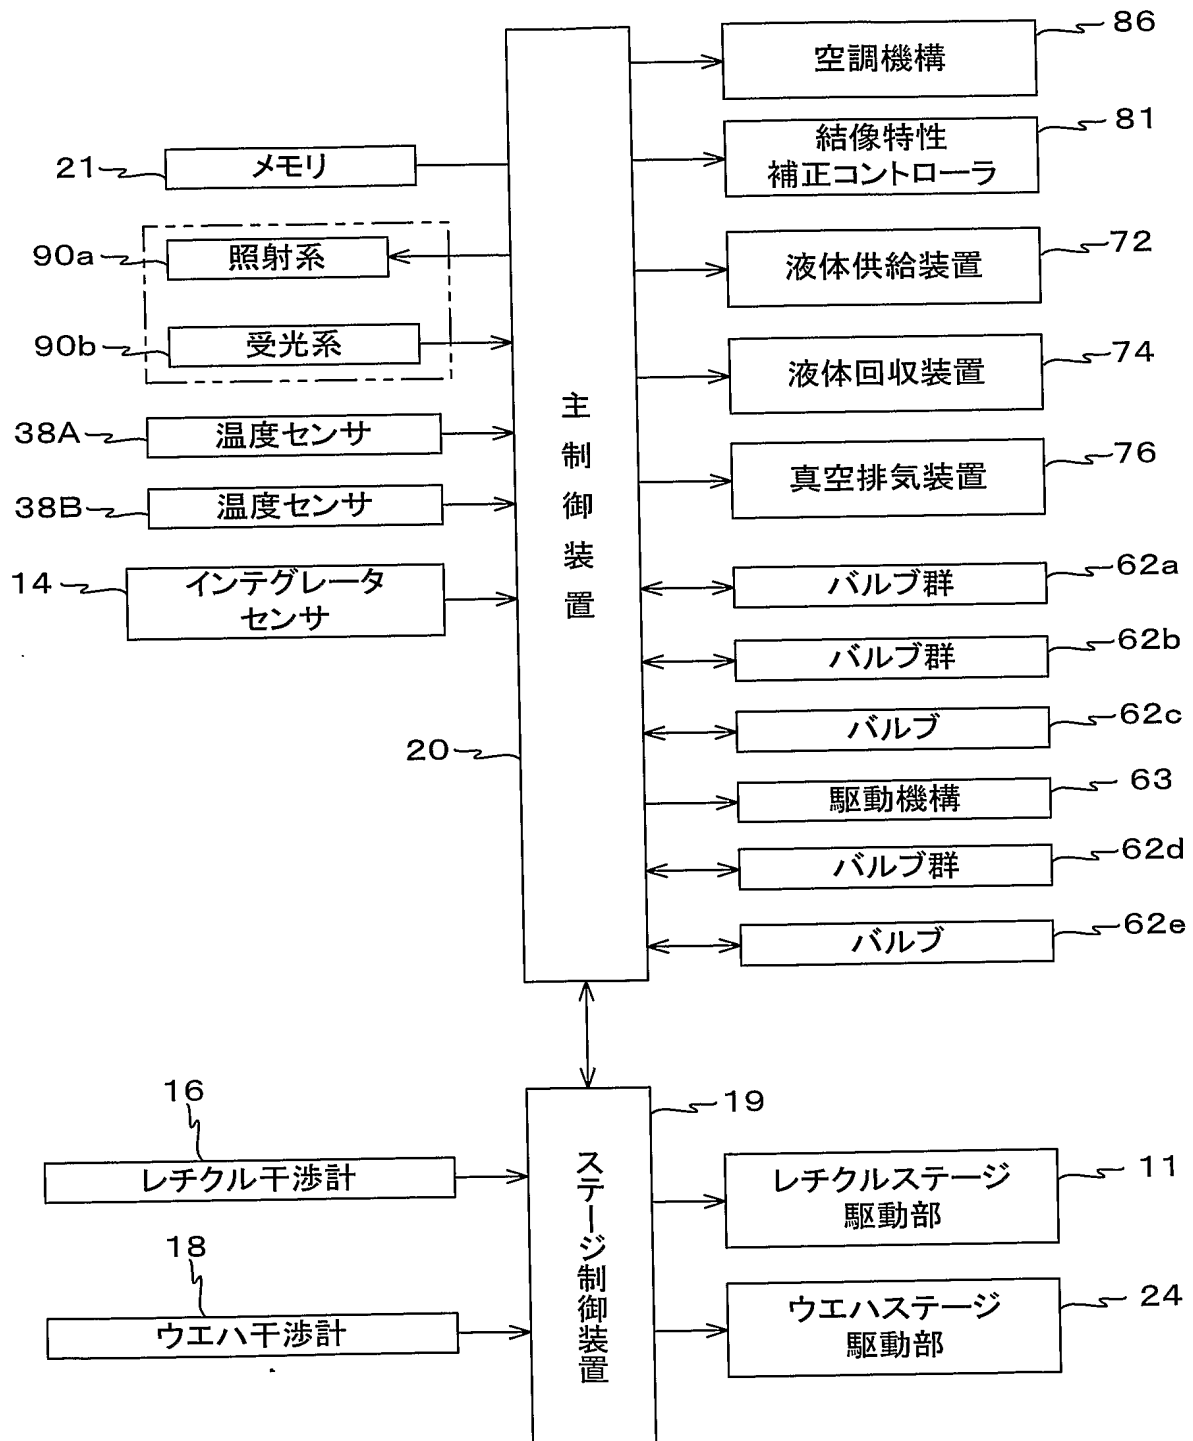 86
空調機構
81
結像特性
補正コントローラ
21
メモリ
90a
照射系
72
液体供給装置
90b
受光系
74
液体回収装置
38A
温度センサ
76
真空排気装置
38B
温度センサ
14
インテグレータ
センサ
主制御装置
62a
バルブ群
62b
バルブ群
62c
バルブ
20
63
駆動機構
62d
バルブ群
62e
バルブ
16
レチクル干渉計
19
ステージ制御装置
11
レチクルステージ
駆動部
18
ウエハ干渉計
24
ウエハステージ
駆動部